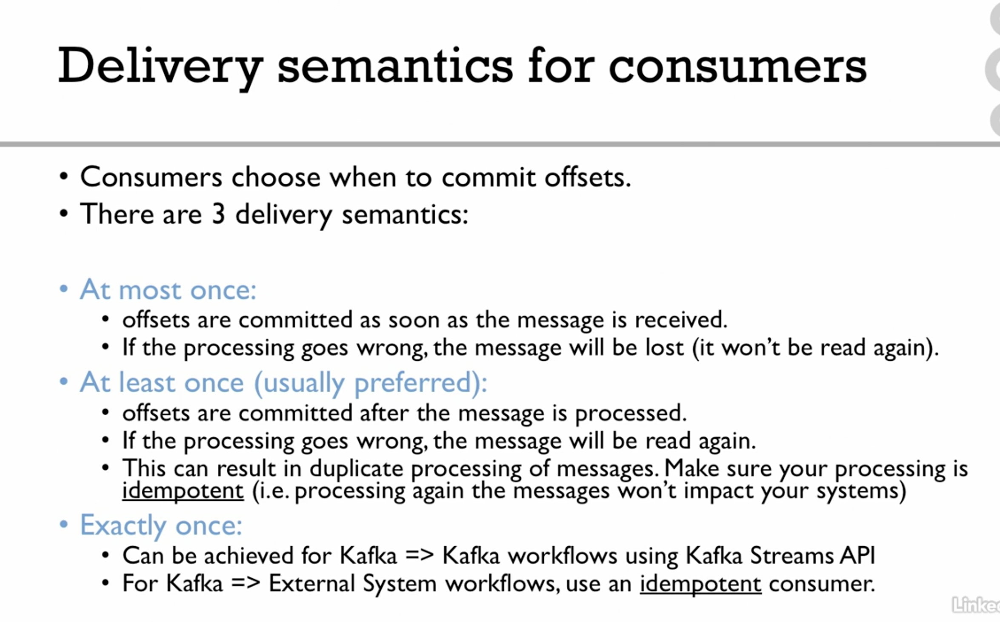 Delivery semantics for consumers
• Consumers choose when to commit offsets.
• There are 3 delivery semantics:
• At most once:
• offsets are committed as soon as the message is received.
• If the processing goes wrong, the message will be lost (it won’t be read again).
• At least once (usually preferred):
• offsets are committed after the message is processed.
• If the processing goes wrong, the message will be read again.
• This can result in duplicate processing of messages. Make sure your processing is
idempotent (i.e. processing again the messages won’t impact your systems)
• Exactly once:
• Can be achieved for Kafka => Kafka workflows using Kafka Streams API
• For Kafka => External System workflows, use an idempotent consumer.